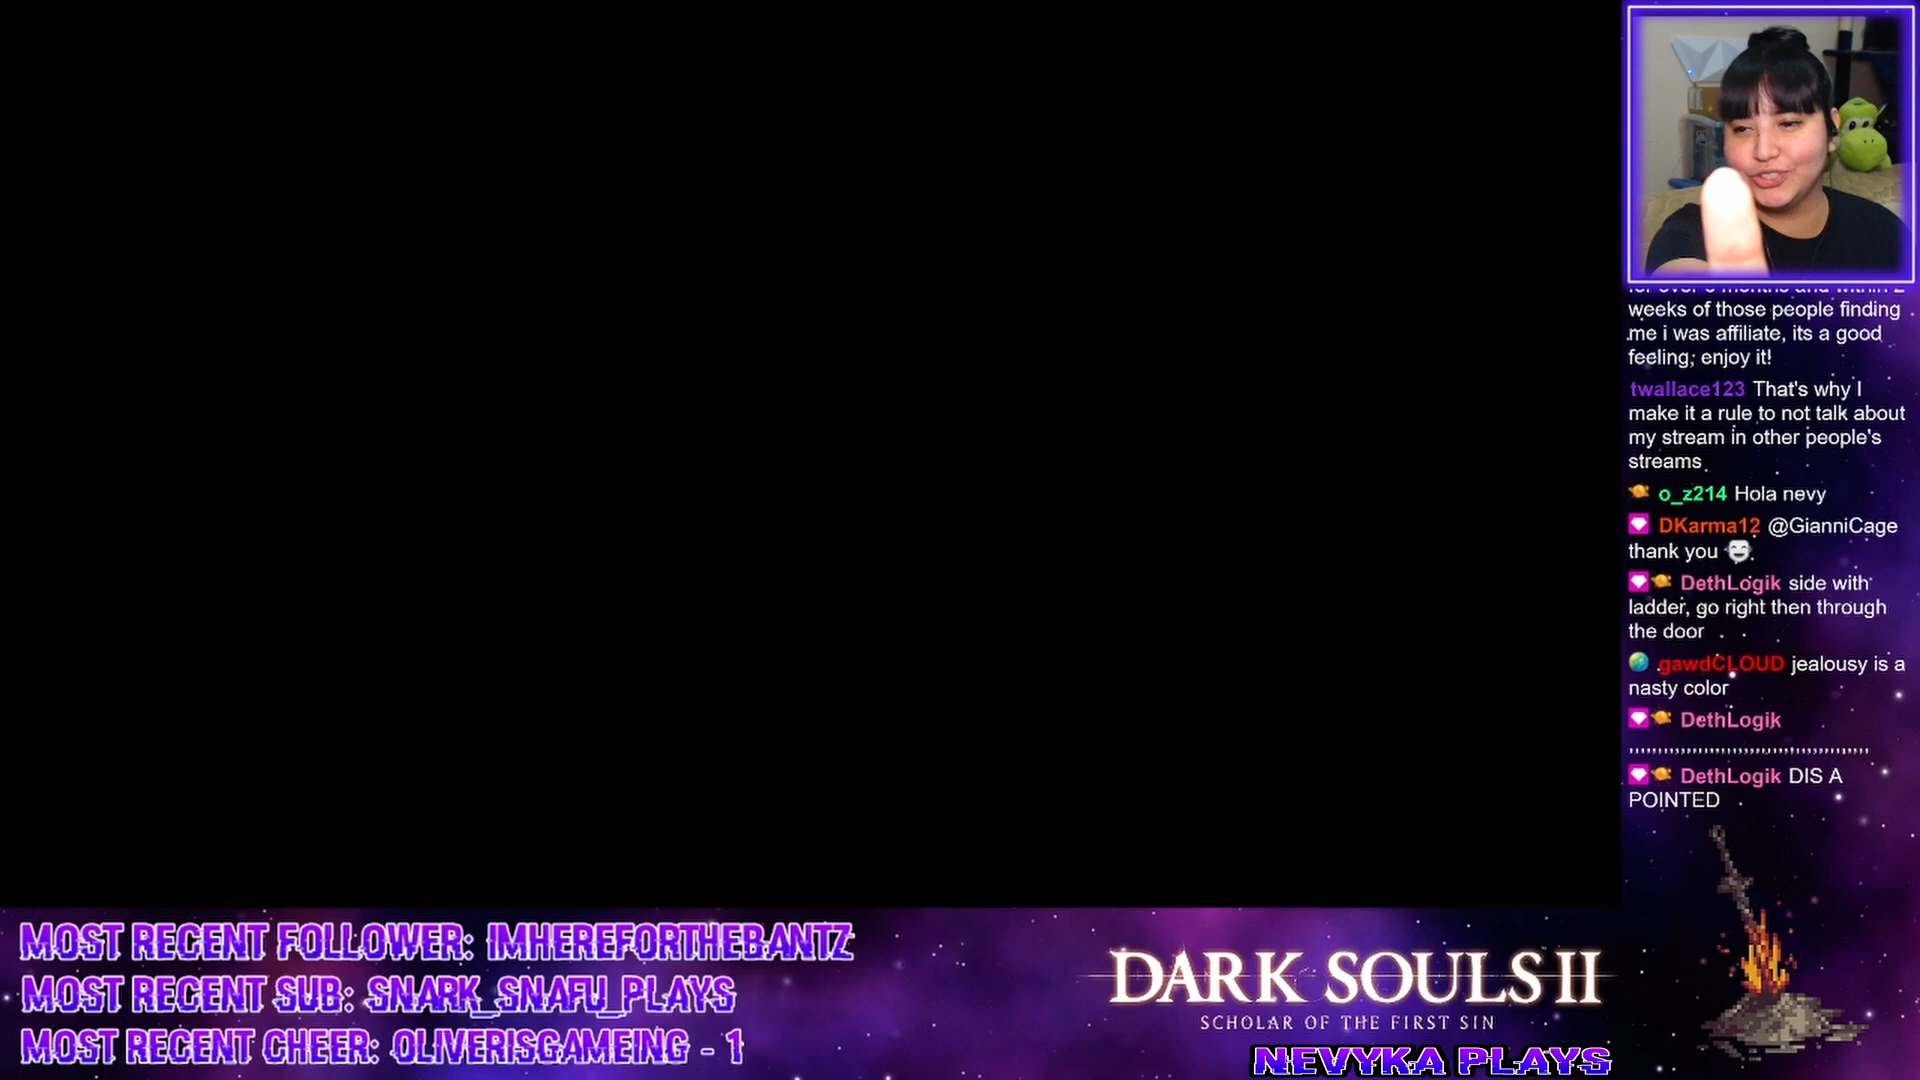 weeks of those people finding
me i was affiliate, its a good
feeling, enjoy it!
twallace123 That's why I
make it a rule to not talk about
my stream in other people's
streams
o_z214 Hola nevy
DKarma12 @GianniCage
thank you
DethLogik side with
ladder, go right then through
the door
gawdCLOUD jealousy is a
nasty color
DethLogik
,,,,,,,,,,,,,,,,,,,,,,,,,,,,,,,,,,,,,,,,,
DethLogik DIS A
POINTED
MOST RECENT FOLLOWER: IMHEREFORTHEBANTZ
MOST RECENT SUB: SNARK_SNAFU_PLAYS
MOST RECENT CHEER: OLIVERISGAMEING - 1
DARK SOULS II
SCHOLAR OF THE FIRST SIN
NEVYKA PLAYS